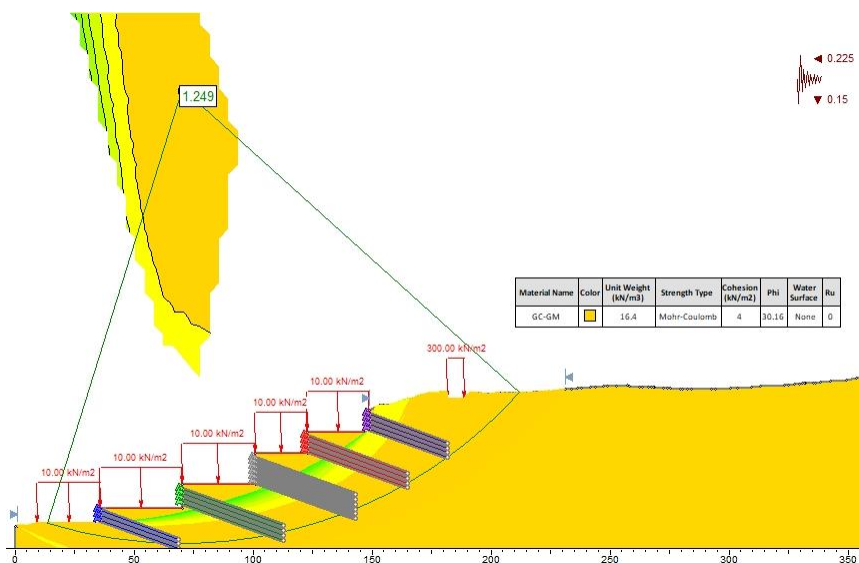 1.249
0.225
0.15
Material Name Color Unit Weight (kN/m3) Strength Type Cohesion (kN/m2) Phi Water Surface Ru
GC-GM 16.4 Mohr-Coulomb 4 30.16 None 0
300.00 kN/m2
10.00 kN/m2
10.00 kN/m2
10.00 kN/m2
10.00 kN/m2
10.00 kN/m2
0 50 100 150 200 250 300 350